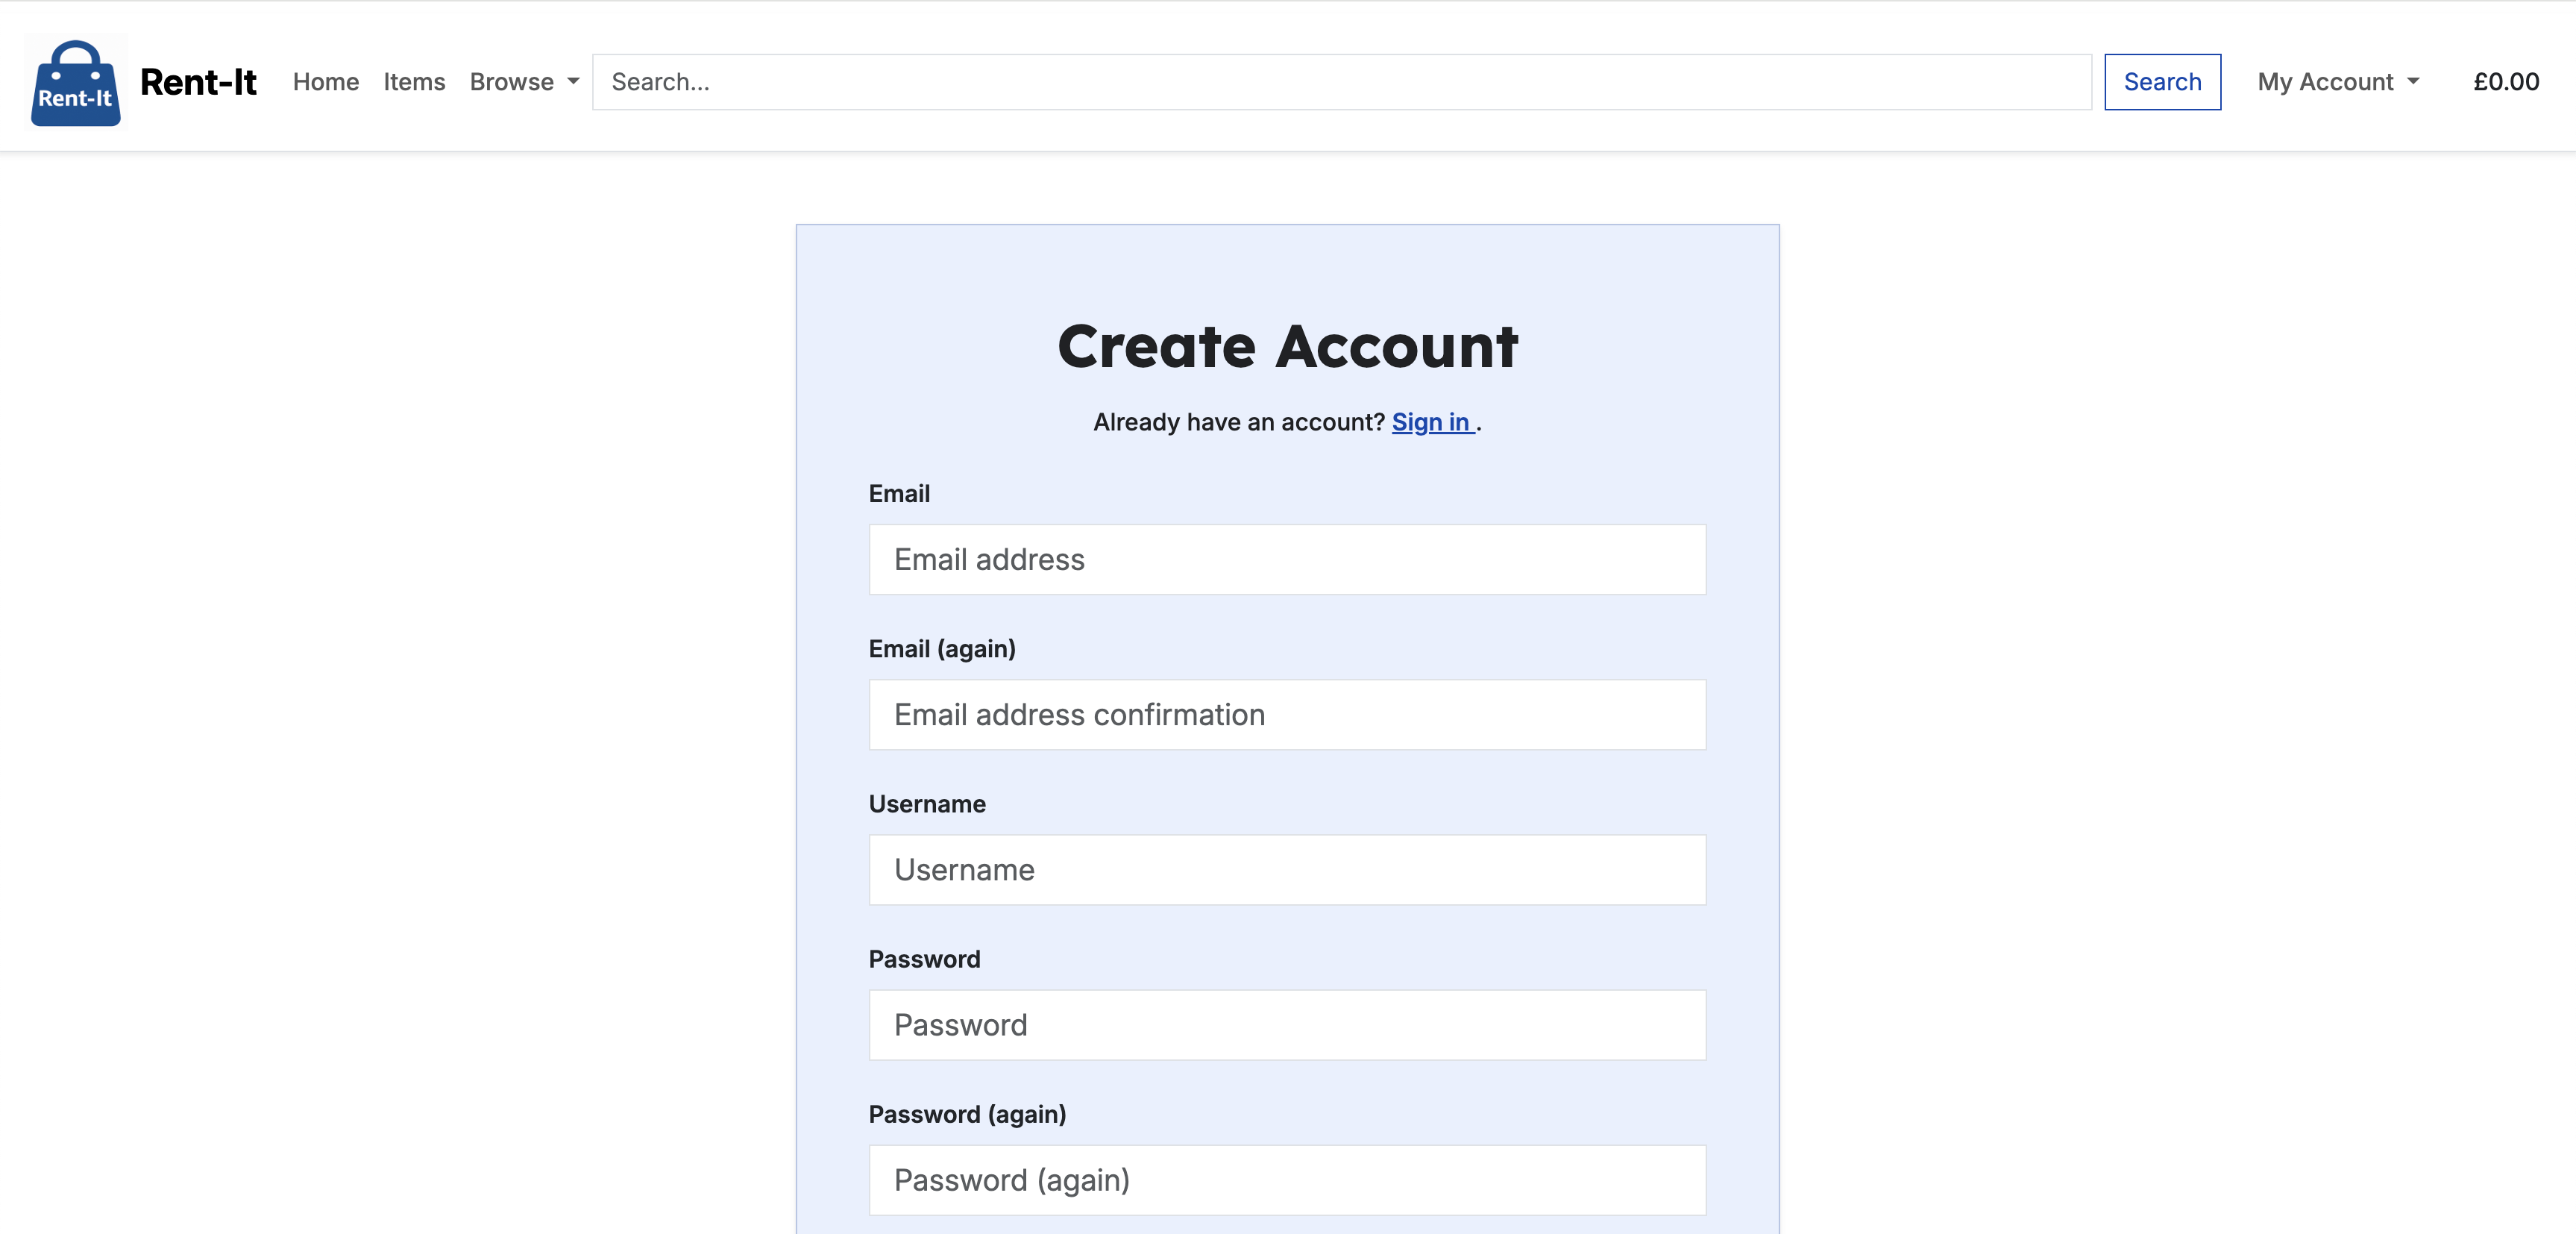 Rent-It
Rent-It Home Items Browse Search... Search My Account £0.00
Create Account
Already have an account? Sign in .
Email
Email address
Email (again)
Email address confirmation
Username
Username
Password
Password
Password (again)
Password (again)